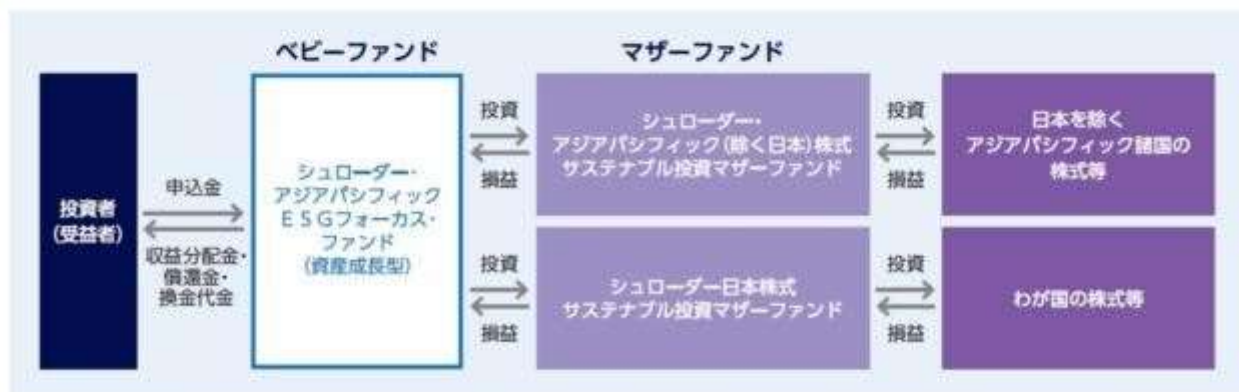 ベビーファンド
マザーファンド
投資者
(受益者)
申込金
収益分配金・
償還金・
換金代金
シュローダー・
アジアパシフィック
ESGフォーカス・
ファンド
(資産成長型)
投資
損益
シュローダー・
アジアパシフィック(除く日本)株式
サステナブル投資マザーファンド
投資
損益
日本を除く
アジアパシフィック諸国の
株式等
投資
損益
シュローダー日本株式
サステナブル投資マザーファンド
投資
損益
わが国の株式等